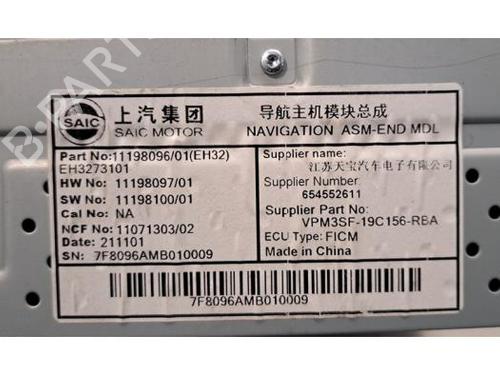 SAIC
上汽集团
SAIC MOTOR
导航主机模块总成
NAVIGATION ASM-END MDL
Part No:11198096/01(EH32)
EH3273101
HW No: 11198097/01
SW No: 11198100/01
Cal No: NA
NCF No: 11071303/02
Date: 211101
SN: 7F8096AMB010009
Supplier name:
江苏天宝汽车电子有限公司
Supplier Number
654552611
Supplier Part No:
VPM3SF-19C156-RBA
ECU Type: FICM
Made in China
7F8096AMB010009
B-PARTS